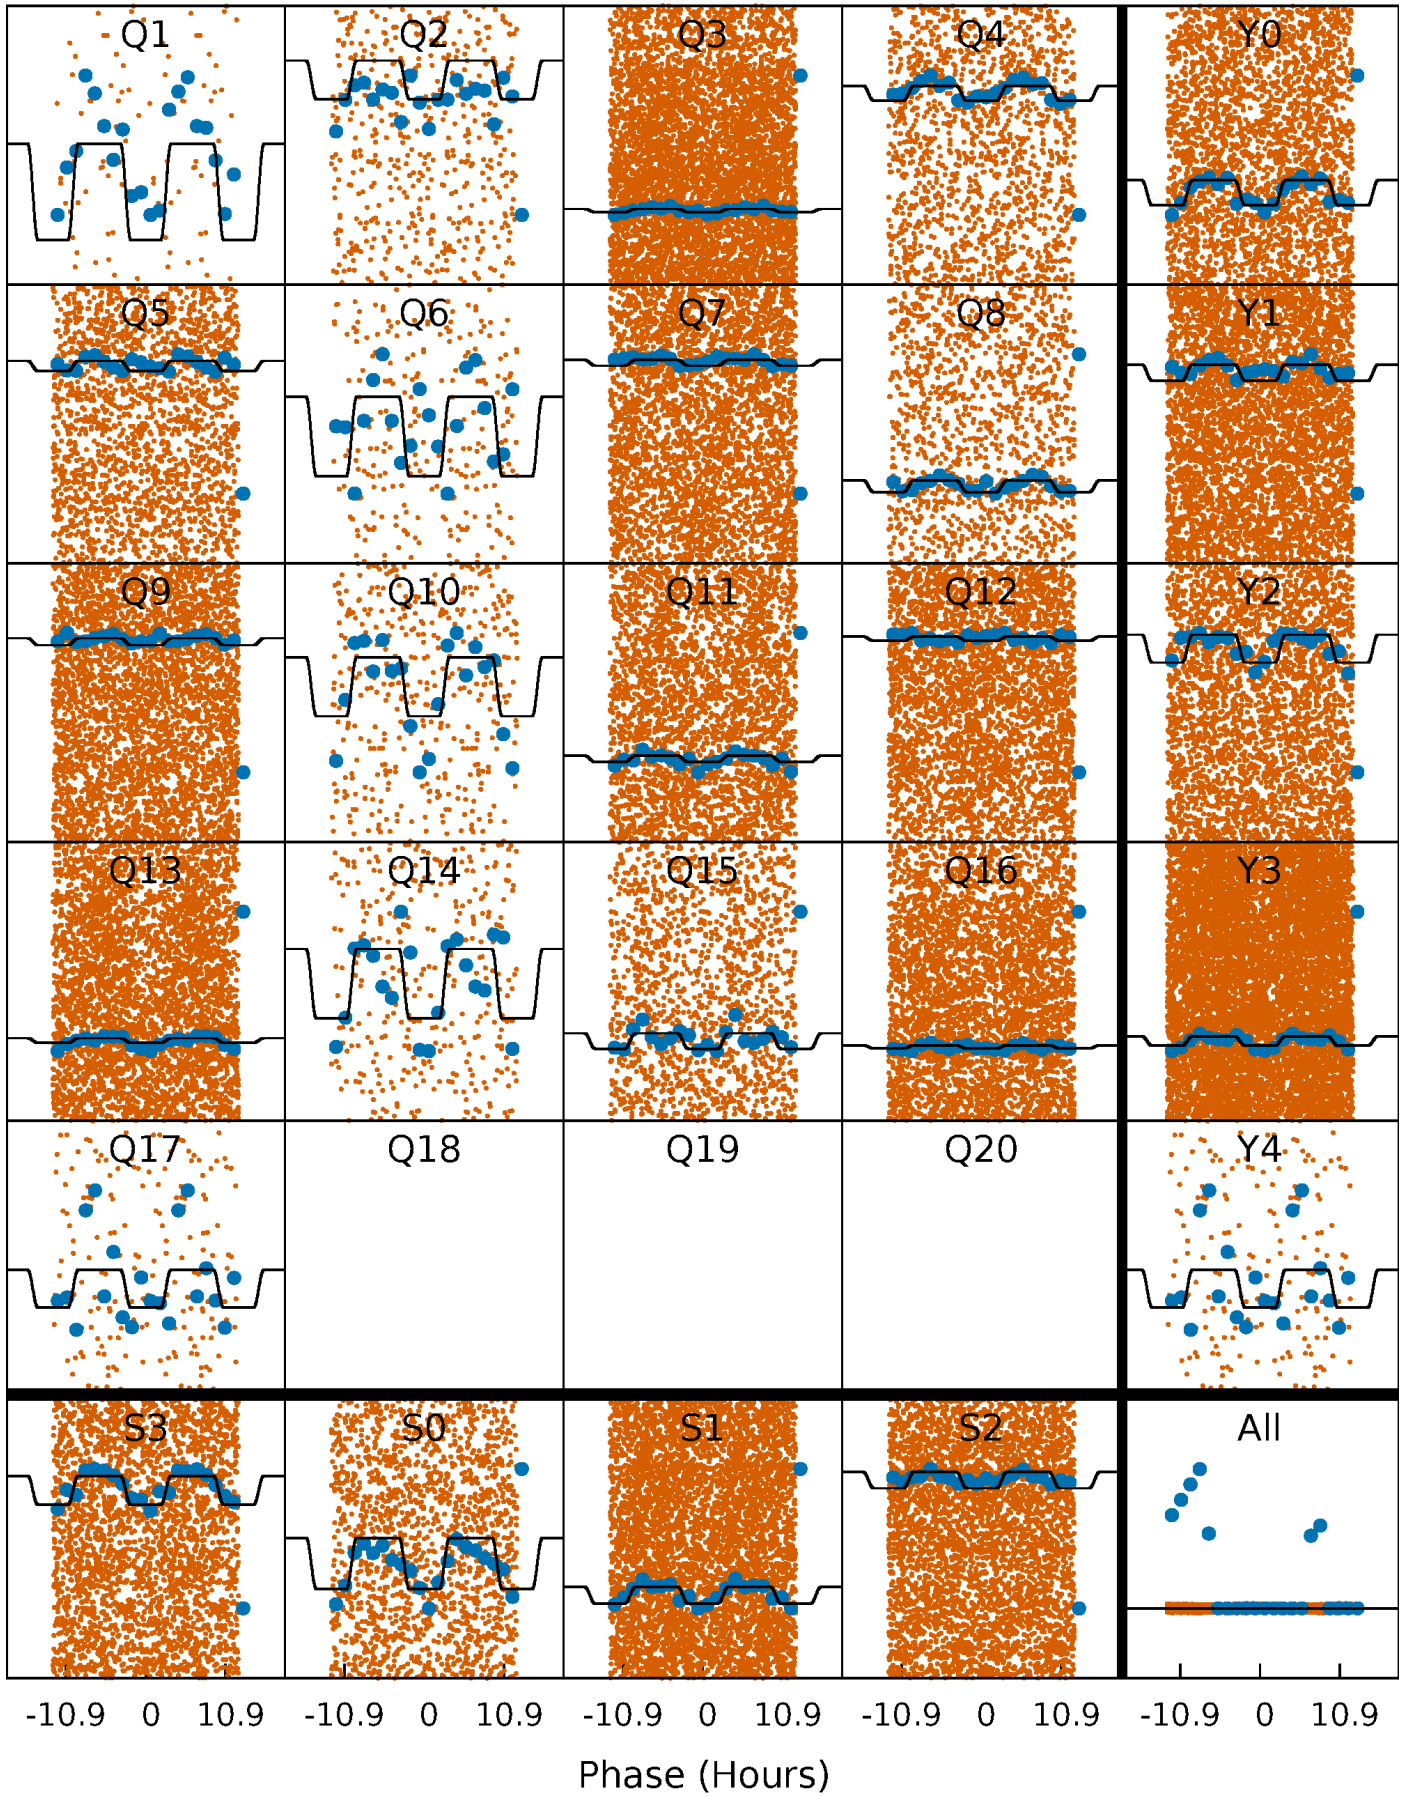 Q1 Q2 Q3 Q4 Y0
Q5 Q6 Q7 Q8 Y1
Q9 Q10 Q11 Q12 Y2
Q13 Q14 Q15 Q16 Y3
Q17 Q18 Q19 Q20 Y4
S3 S0 S1 S2 All
-10.9 0 10.9 -10.9 0 10.9 -10.9 0 10.9 -10.9 0 10.9 -10.9 0 10.9
Phase (Hours)